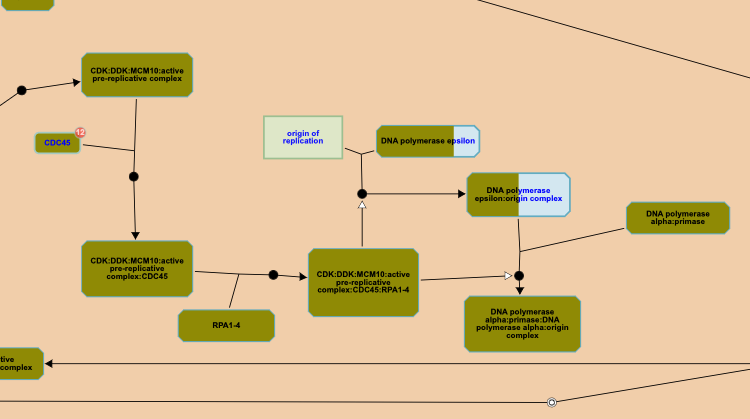 CDK:DDK:MCM10:active
pre-replicative complex
CDC45
12
origin of
replication
DNA polymerase epsilon
DNA polymerase
epsilon:origin complex
DNA polymerase
alpha:primase
CDK:DDK:MCM10:active
pre-replicative
complex:CDC45
CDK:DDK:MCM10:active
pre-replicative
complex:CDC45:RPA1-4
RPA1-4
DNA polymerase
alpha:primase:DNA
polymerase alpha:origin
complex
tive
complex